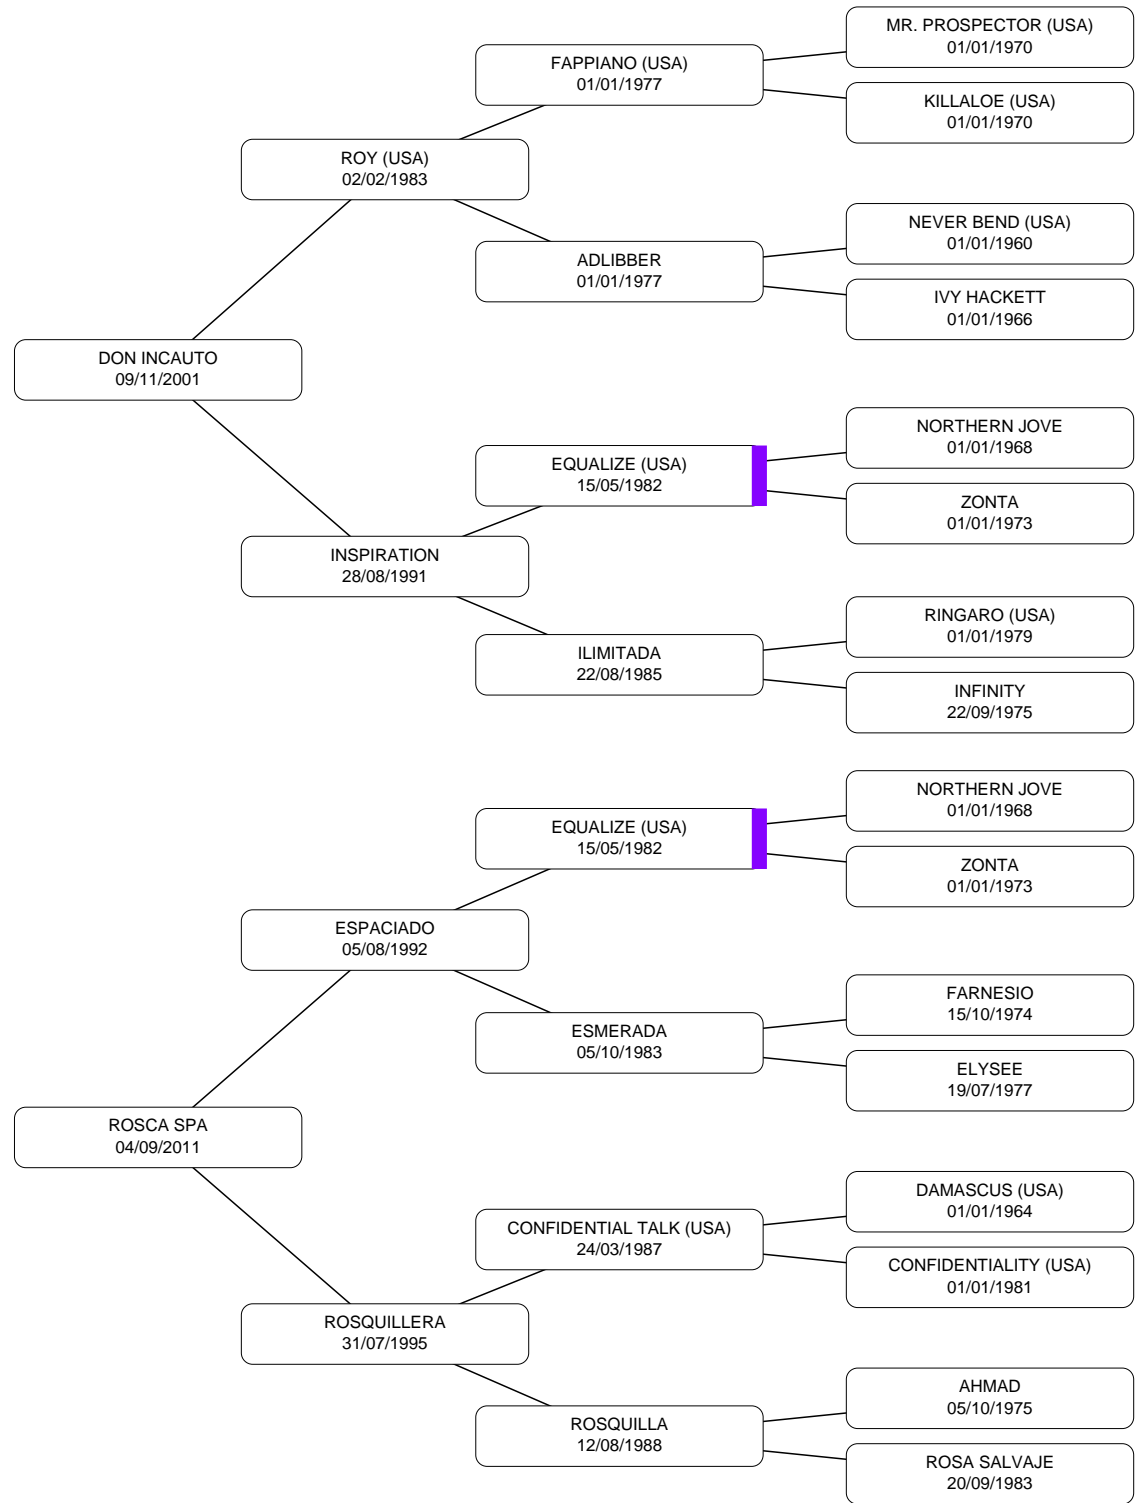 MR. PROSPECTOR (USA)
01/01/1970
FAPPIANO (USA)
01/01/1977
KILLALOE (USA)
01/01/1970
ROY (USA)
02/02/1983
NEVER BEND (USA)
01/01/1960
ADLIBBER
01/01/1977
IVY HACKETT
01/01/1966
DON INCAUTO
09/11/2001
NORTHERN JOVE
01/01/1968
EQUALIZE (USA)
15/05/1982
ZONTA
01/01/1973
INSPIRATION
28/08/1991
RINGARO (USA)
01/01/1979
ILIMITADA
22/08/1985
INFINITY
22/09/1975
NORTHERN JOVE
01/01/1968
EQUALIZE (USA)
15/05/1982
ZONTA
01/01/1973
ESPACIADO
05/08/1992
FARNESIO
15/10/1974
ESMERADA
05/10/1983
ELYSEE
19/07/1977
ROSCA SPA
04/09/2011
DAMASCUS (USA)
01/01/1964
CONFIDENTIAL TALK (USA)
24/03/1987
CONFIDENTIALITY (USA)
01/01/1981
ROSQUILLERA
31/07/1995
AHMAD
05/10/1975
ROSQUILLA
12/08/1988
ROSA SALVAJE
20/09/1983